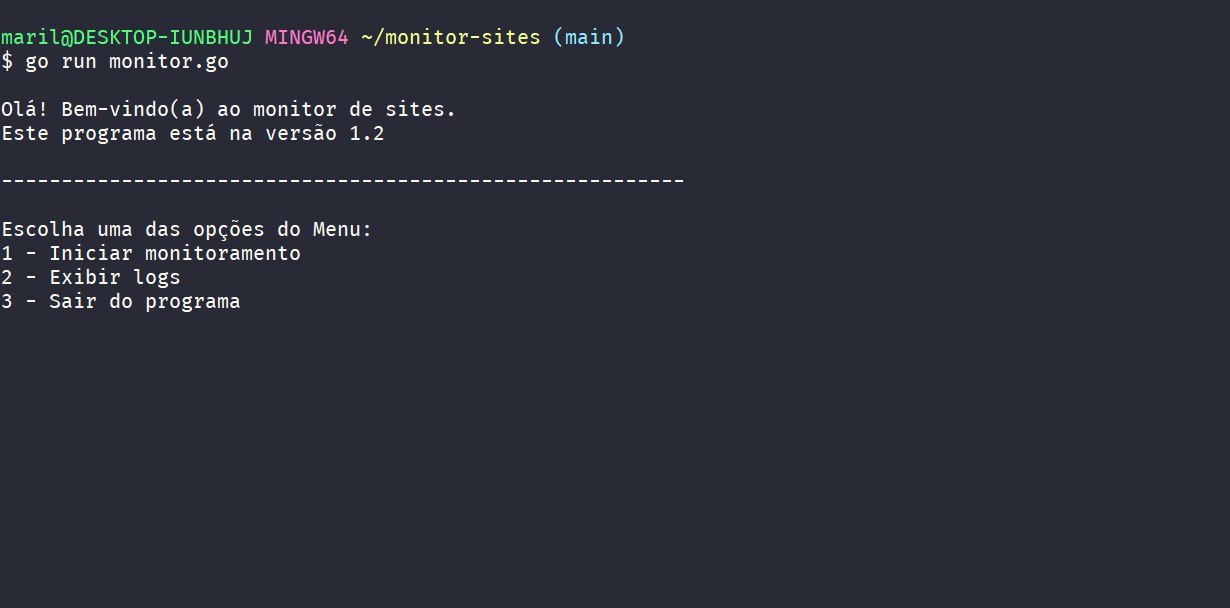 maril@DESKTOP-IUNBHUJ MINGW64 ~/monitor-sites (main)
$ go run monitor.go
Olá! Bem-vindo(a) ao monitor de sites.
Este programa está na versão 1.2
---------------------------------------------------------
Escolha uma das opções do Menu:
1 - Iniciar monitoramento
2 - Exibir logs
3 - Sair do programa